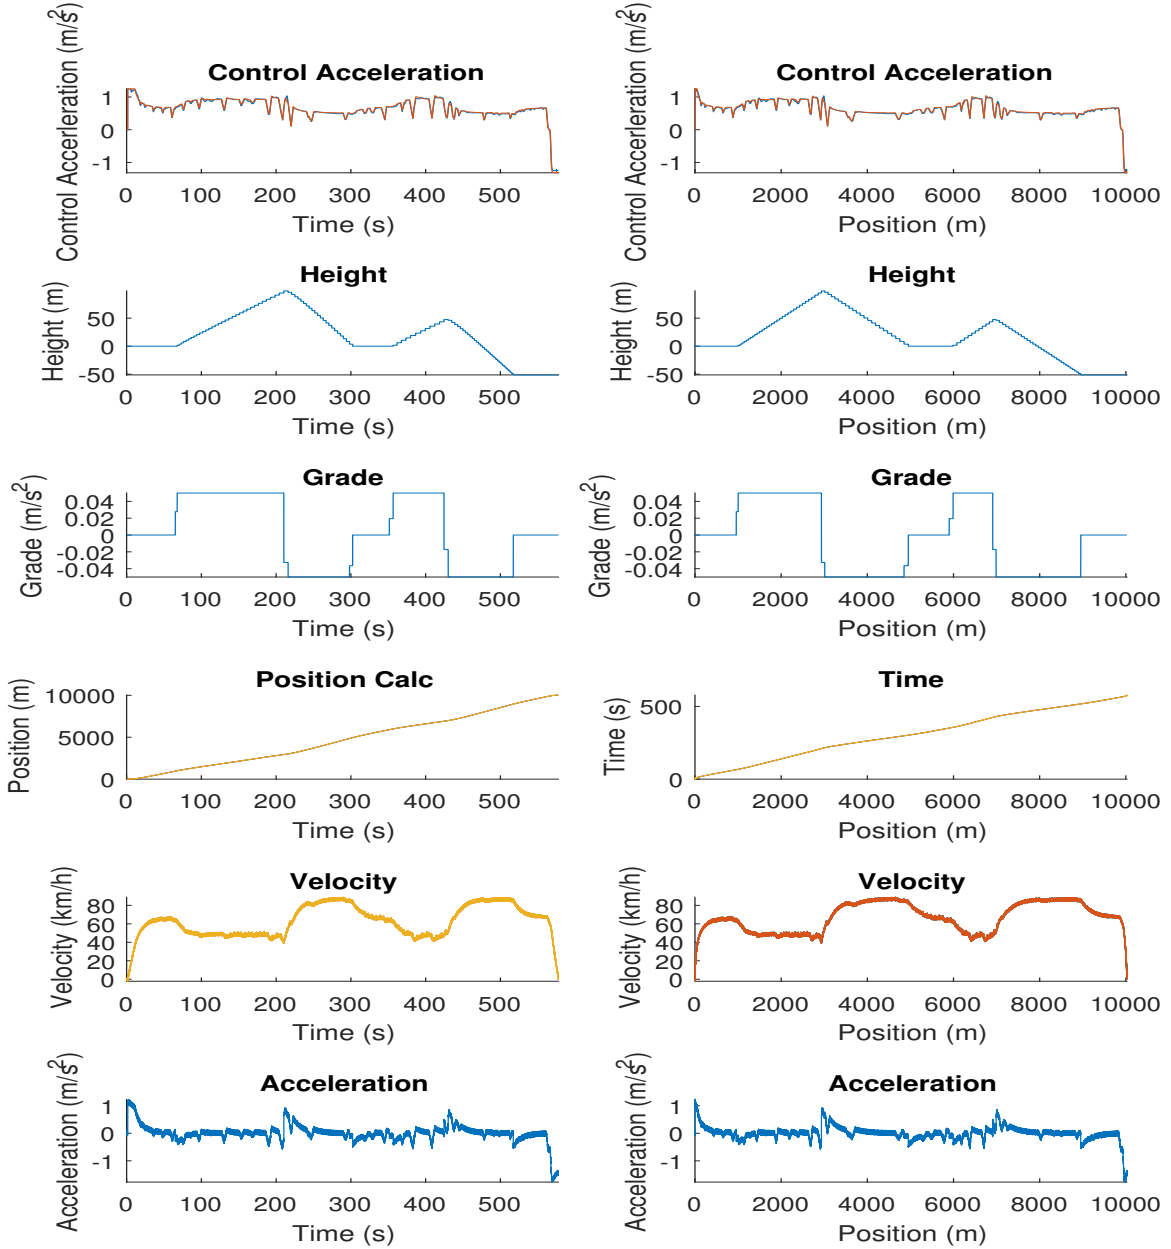 Control Acceleration
Control Accerleration (m/s²)
1
0
-1
0 100 200 300 400 500
Time (s)
Control Acceleration
Control Accerleration (m/s²)
1
0
-1
0 2000 4000 6000 8000 10000
Position (m)
Height
Height (m)
50
0
-50
0 100 200 300 400 500
Time (s)
Height
Height (m)
50
0
-50
0 2000 4000 6000 8000 10000
Position (m)
Grade
Grade (m/s²)
0.04
0.02
0
-0.02
-0.04
0 100 200 300 400 500
Time (s)
Grade
Grade (m/s²)
0.04
0.02
0
-0.02
-0.04
0 2000 4000 6000 8000 10000
Position (m)
Position Calc
Position (m)
10000
5000
0
0 100 200 300 400 500
Time (s)
Time
Time (s)
500
0
0 2000 4000 6000 8000 10000
Position (m)
Velocity
Velocity (km/h)
80
60
40
20
0
0 100 200 300 400 500
Time (s)
Velocity
Velocity (km/h)
80
60
40
20
0
0 2000 4000 6000 8000 10000
Position (m)
Acceleration
Acceleration (m/s²)
1
0
-1
0 100 200 300 400 500
Time (s)
Acceleration
Acceleration (m/s²)
1
0
-1
0 2000 4000 6000 8000 10000
Position (m)